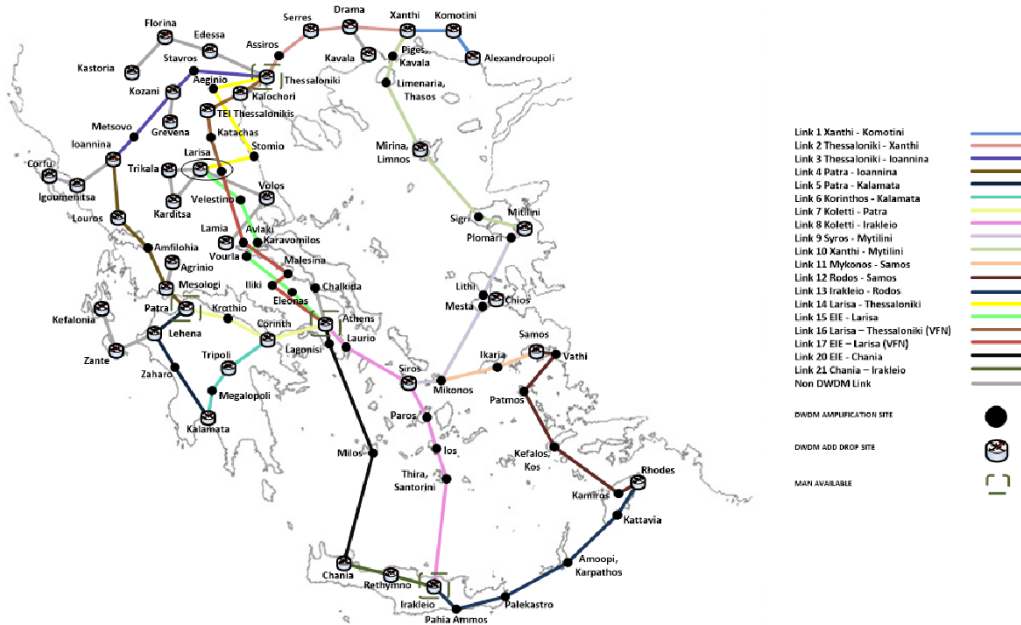 Florina
Edessa
Serres
Drama
Xanthi
Komotini
Assiros
Kavala
Piges,
Kavala
Alexandroupoli
Kastoria
Stavros
Aeginio
Thessaloniki
Limenaria,
Thasos
Kozani
Kalochori
TEI Thessalonikis
Grevena
Katachas
Metsovo
Ioannina
Larisa
Stomio
Mirina,
Limnos
Corfu
Trikala
Igoumenitsa
Karditsa
Velestino
Volos
Louros
Lamia
Avlaki
Karavomilos
Sigri
Mitilini
Plomari
Amfilohia
Vourla
Malesina
Agrinio
Iliki
Eleonas
Chalkida
Lithi
Mesta
Chios
Mesologi
Patra
Kefalonia
Lehena
Korinth
Athens
Samos
Zante
Tripoli
Lagonisi
Laurio
Ikaria
Vathi
Zaharo
Megalopoli
Siros
Mikonos
Patmos
Kalamata
Paros
Milos
Ios
Thira,
Santorini
Kefalos,
Kos
Rhodes
Kamiros
Kattavia
Chania
Rethymno
Irakleio
Amoopi,
Karpathos
Palekastro
Pahia Ammos
Link 1 Xanthi - Komotini
Link 2 Thessaloniki - Xanthi
Link 3 Thessaloniki - Ioannina
Link 4 Patra - Ioannina
Link 5 Patra - Kalamata
Link 6 Korinthos - Kalamata
Link 7 Koletti - Patra
Link 8 Koletti - Irakleio
Link 9 Syros - Mytilini
Link 10 Xanthi - Mytilini
Link 11 Mykonos - Samos
Link 12 Rodos - Samos
Link 13 Irakleio - Rodos
Link 14 Larisa - Thessaloniki
Link 15 EIE - Larisa
Link 16 Larisa – Thessaloniki (VFN)
Link 17 EIE – Larisa (VFN)
Link 20 EIE - Chania
Link 21 Chania – Irakleio
Non DWDM Link
DWDM AMPLIFICATION SITE
DWDM ADD DROP SITE
MAN AVAILABLE